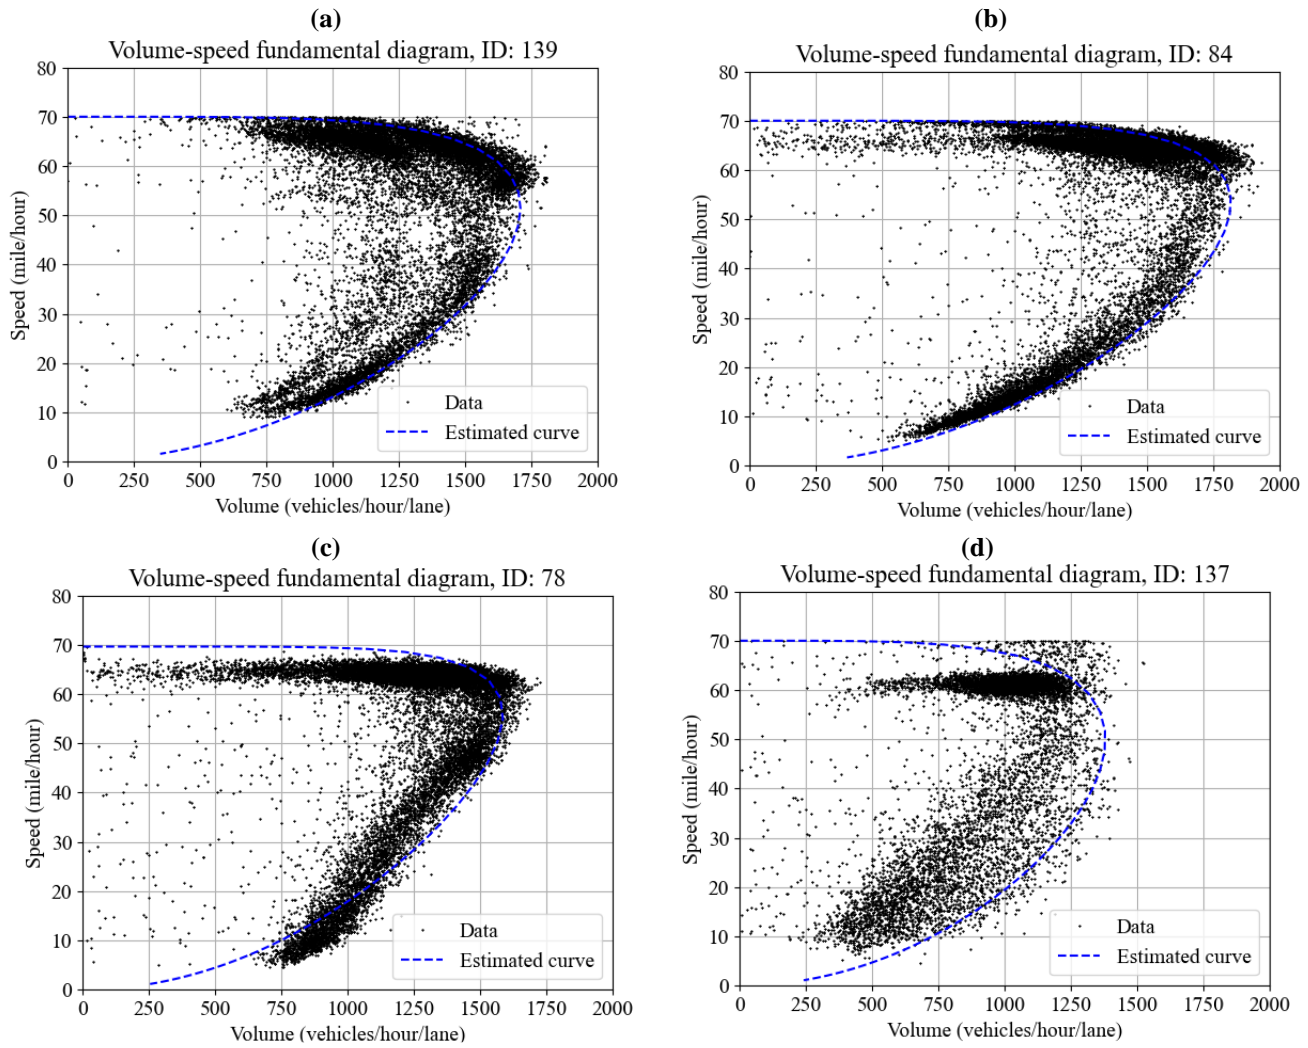 (a)
Volume-speed fundamental diagram, ID: 139
80
70
60
50
40
30
20
10
0
Speed (mile/hour)
Data
Estimated curve
0 250 500 750 1000 1250 1500 1750 2000
Volume (vehicles/hour/lane)
(b)
Volume-speed fundamental diagram, ID: 84
80
70
60
50
40
30
20
10
0
Speed (mile/hour)
Data
Estimated curve
0 250 500 750 1000 1250 1500 1750 2000
Volume (vehicles/hour/lane)
(c)
Volume-speed fundamental diagram, ID: 78
80
70
60
50
40
30
20
10
0
Speed (mile/hour)
Data
Estimated curve
0 250 500 750 1000 1250 1500 1750 2000
Volume (vehicles/hour/lane)
(d)
Volume-speed fundamental diagram, ID: 137
80
70
60
50
40
30
20
10
0
Speed (mile/hour)
Data
Estimated curve
0 250 500 750 1000 1250 1500 1750 2000
Volume (vehicles/hour/lane)